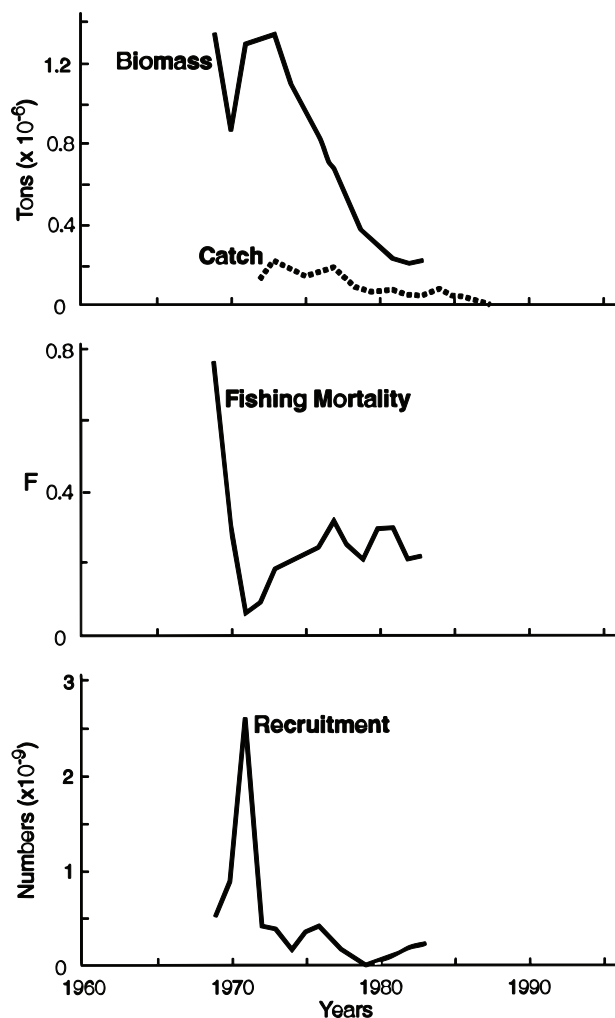 1.2
Biomass
Tons (x 10-6)
0.8
0.4
Catch
0
0.8
Fishing Mortality
F
0.4
0
3
Recruitment
2
Numbers (x10-9)
1
0
1960 1970 1980 1990
Years